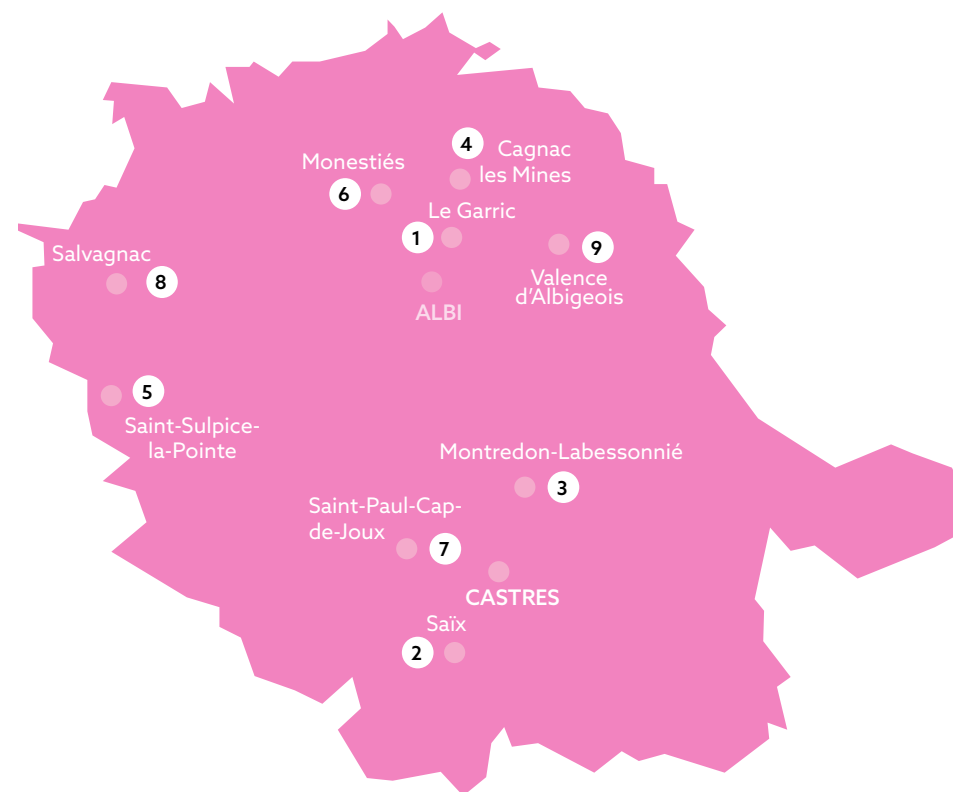 4
Cagnac
les Mines
Monestiés
6
Le Garric
1
9
Valence
d'Albigeois
Salvagnac
8
ALBI
5
Saint-Sulpice-
la-Pointe
Montredon-Labessonnié
3
Saint-Paul-Cap-
de-Joux
7
CASTRES
Saïx
2